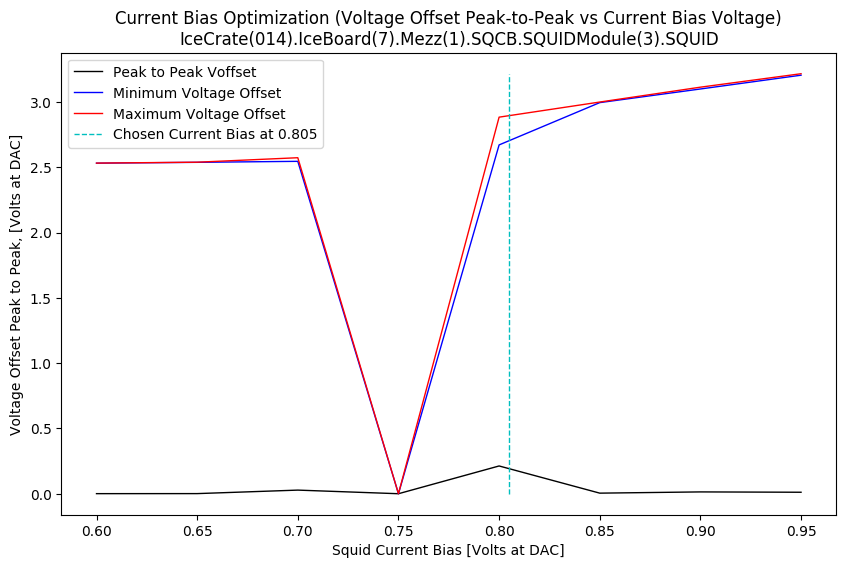 Current Bias Optimization (Voltage Offset Peak-to-Peak vs Current Bias Voltage)
IceCrate(014).IceBoard(7).Mezz(1).SQCB.SQUIDModule(3).SQUID
Peak to Peak Voffset
Minimum Voltage Offset
Maximum Voltage Offset
Chosen Current Bias at 0.805
Voltage Offset Peak to Peak, [Volts at DAC]
3.0
2.5
2.0
1.5
1.0
0.5
0.0
0.60 0.65 0.70 0.75 0.80 0.85 0.90 0.95
Squid Current Bias [Volts at DAC]